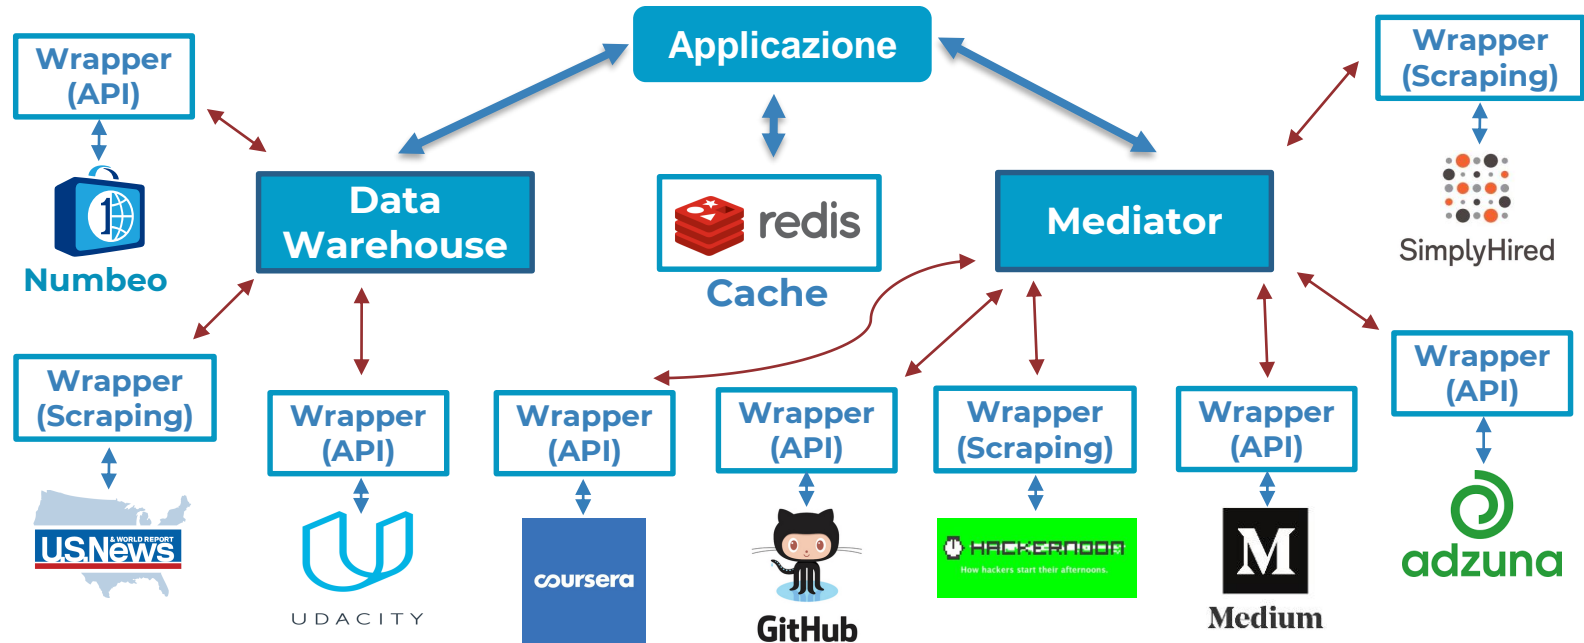 Applicazione
Wrapper
(API)
Numbeo
Data
Warehouse
redis
Cache
Mediator
Wrapper
(Scraping)
SimplyHired
Wrapper
(Scraping)
U.S.News
& WORLD REPORT
Wrapper
(API)
UDACITY
Wrapper
(API)
coursera
Wrapper
(API)
GitHub
Wrapper
(Scraping)
HACKERNOON
How hackers start their afternoons.
Wrapper
(API)
M
Medium
Wrapper
(API)
adzuna
1